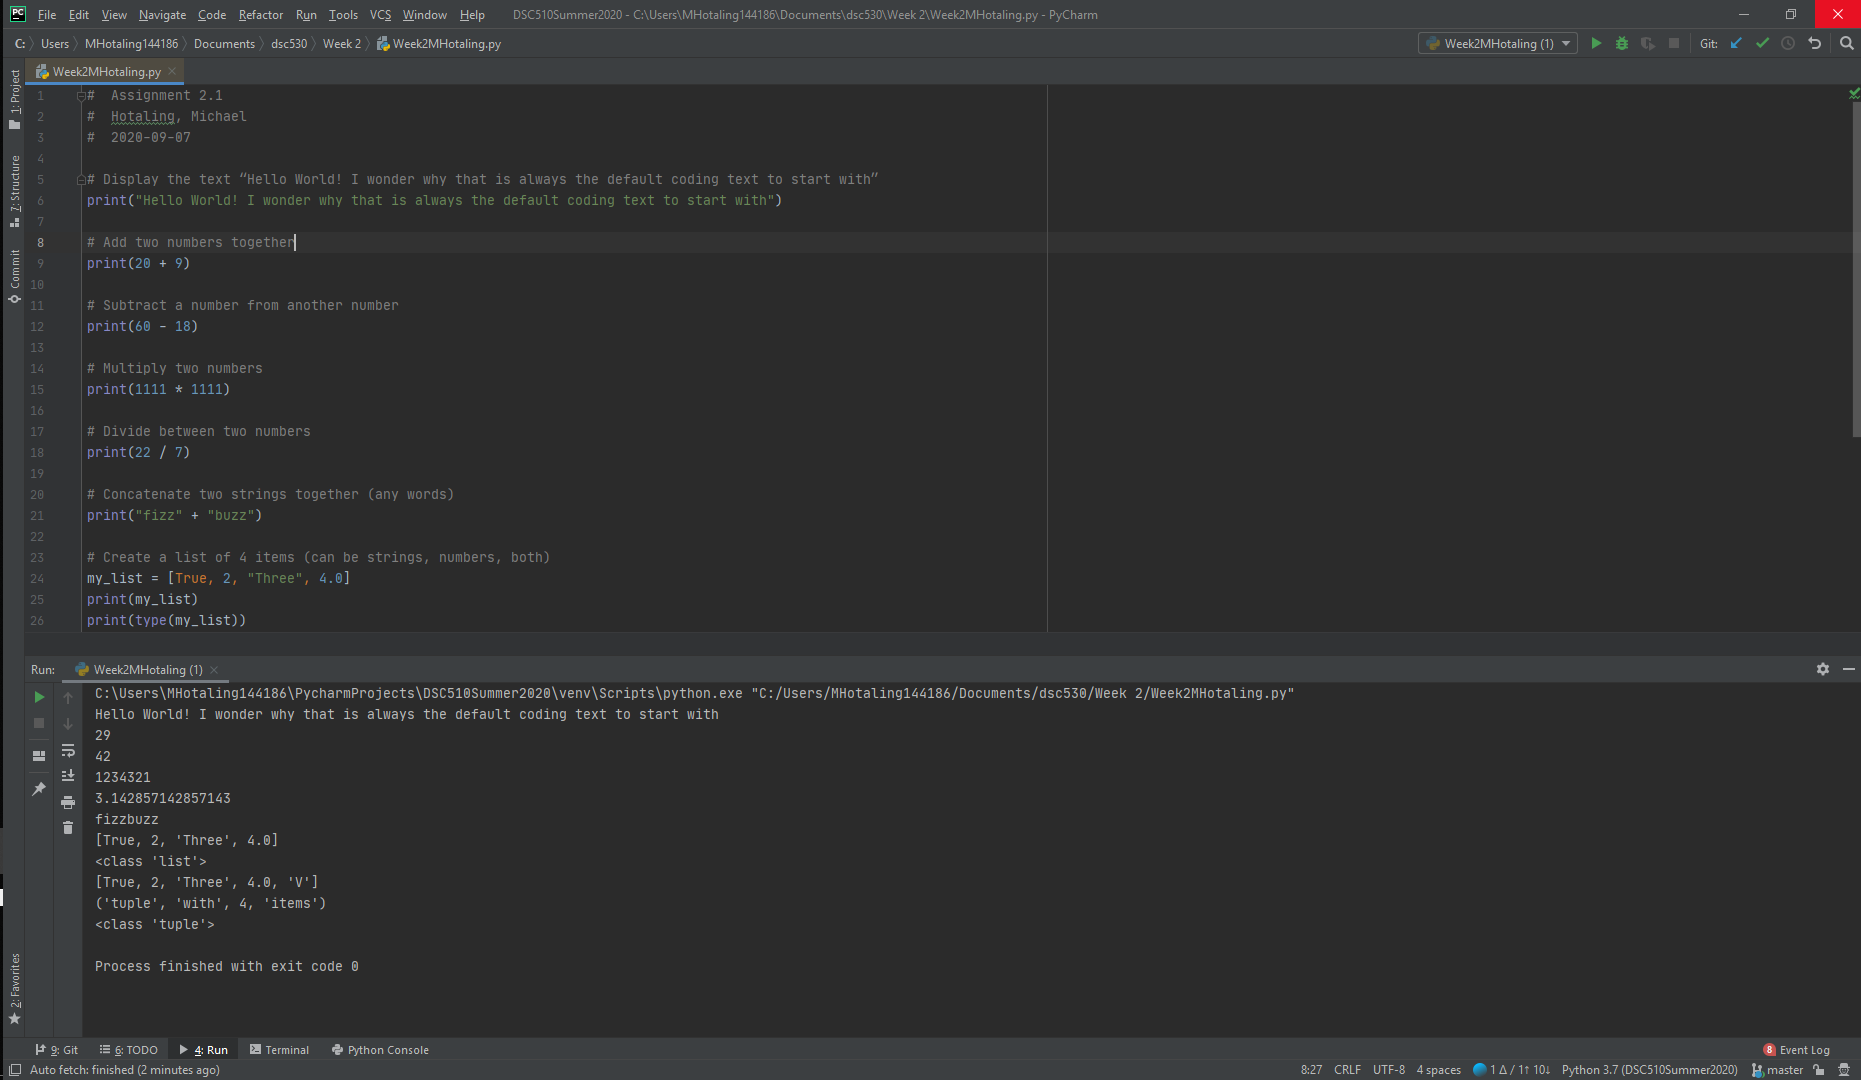 File Edit View Navigate Code Refactor Run Tools VCS Window Help DSC510Summer2020 - C:\Users\MHotaling144186\Documents\dsc530\Week 2\Week2MHotaling.py - PyCharm
C: Users MHotaling144186 Documents dsc530 Week 2 Week2MHotaling.py Week2MHotaling (1) Git:
Week2MHotaling.py
1: Project
Z: Structure
Commit
2: Favorites
1 # Assignment 2.1
2 # Hotaling, Michael
3 # 2020-09-07
4
5 # Display the text “Hello World! I wonder why that is always the default coding text to start with”
6 print("Hello World! I wonder why that is always the default coding text to start with")
7
8 # Add two numbers together
9 print(20 + 9)
10
11 # Subtract a number from another number
12 print(60 - 18)
13
14 # Multiply two numbers
15 print(1111 * 1111)
16
17 # Divide between two numbers
18 print(22 / 7)
19
20 # Concatenate two strings together (any words)
21 print("fizz" + "buzz")
22
23 # Create a list of 4 items (can be strings, numbers, both)
24 my_list = [True, 2, "Three", 4.0]
25 print(my_list)
26 print(type(my_list))
Run: Week2MHotaling (1)
C:\Users\MHotaling144186\PycharmProjects\DSC510Summer2020\venv\Scripts\python.exe "C:/Users/MHotaling144186/Documents/dsc530/Week 2/Week2MHotaling.py"
Hello World! I wonder why that is always the default coding text to start with
29
42
1234321
3.142857142857143
fizzbuzz
[True, 2, 'Three', 4.0]
<class 'list'>
[True, 2, 'Three', 4.0, 'V']
('tuple', 'with', 4, 'items')
<class 'tuple'>
Process finished with exit code 0
9: Git 6: TODO 4: Run Terminal Python Console 8 Event Log
Auto fetch: finished (2 minutes ago) 8:27 CRLF UTF-8 4 spaces 1 Δ / 1↑ 10↓ Python 3.7 (DSC510Summer2020) master